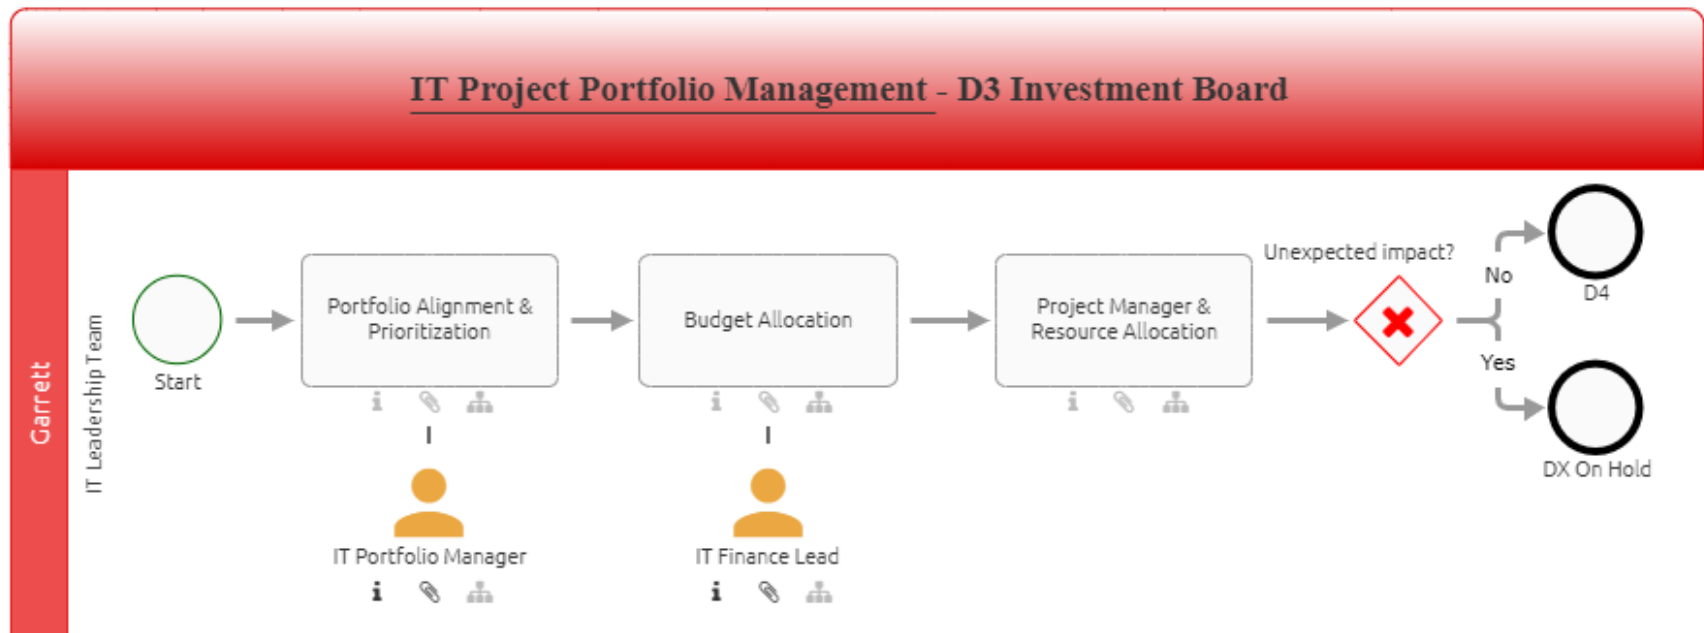 IT Project Portfolio Management - D3 Investment Board
Garrett
IT Leadership Team
Start
Portfolio Alignment &
Prioritization
Budget Allocation
Project Manager &
Resource Allocation
Unexpected impact?
No
Yes
D4
DX On Hold
IT Portfolio Manager
IT Finance Lead